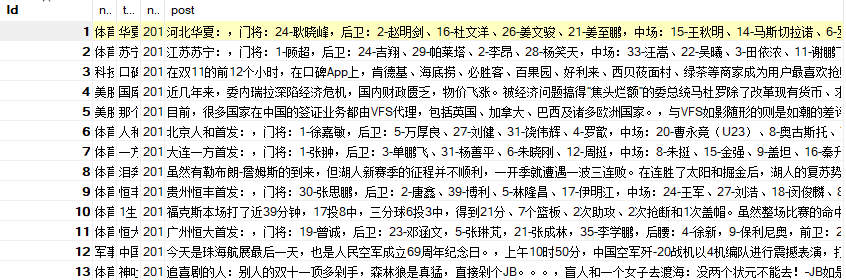 Id n.. t... n.. post
1 体育 华夏 201 河北华夏:，门将：24-耿晓峰，后卫：2-赵明剑、16-杜文洋、26-姜文骏、21-姜至鹏，中场：15-王秋明、14-马斯切拉诺、6-
2 体育 苏宁 201 江苏苏宁:，门将：1-顾超，后卫：24-吉翔、29-帕莱塔、2-李昂、28-杨笑天，中场：33-汪嵩、22-吴曦、3-田依浓、11-谢鹏
3 科技 口碑 201 在双11的前12个小时，在口碑App上，肯德基、海底捞、必胜客、百果园、好利来、西贝莜面村、绿茶等商家成为用户最喜欢抢
4 美股 国库 201 近几年来，委内瑞拉深陷经济危机，国内财政匮乏，物价飞涨。被经济问题搞得“焦头烂额”的委总统马杜罗除了改革现有货币、求
5 美股 那个 201 目前，很多国家在中国的签证业务都由VFS代理，包括英国、加拿大、巴西及诸多欧洲国家。，与VFS如影随形的则是如潮的差评
6 体育 人和 201 北京人和首发:，门将：1-徐嘉敏，后卫：5-万厚良、27-刘健、31-饶伟辉、4-罗歆，中场：20-曹永竞（U23）、8-奥古斯托、
7 体育 一方 201 大连一方首发:，门将：1-张翀，后卫：3-单鹏飞、31-杨善平、6-朱晓刚、12-周挺，中场：8-朱挺、15-金强、9-盖坦、16-秦升
8 体育 201 虽然有勒布朗-詹姆斯的到来，但湖人新赛季的征程并不顺利，一开季就遭遇一波三连败。在连胜了太阳和掘金后，湖人的复苏势
9 体育 恒丰 201 贵州恒丰首发:，门将：30-张思鹏，后卫：2-唐鑫、39-博利、5-林隆昌、17-伊明江，中场：24-王军、27-刘浩、18-闵俊麟、8
10 体育 1生 201 福克斯本场打了近39分钟，17投8中，三分球6投3中，得到21分、7个篮板、2次助攻、2次抢断和1次盖帽。虽然整场比赛的命中
11 体育 恒大 201 广州恒大首发:，门将：19-曾诚，后卫：23-邓涵文，5-张琳芃，21-张成林，35-李学鹏，后腰：4-徐新，9-保利尼奥，前卫：2
12 军事 中国 201 今天是珠海航展最后一天，也是人民空军成立69周年纪念日。，上午10时50分，中国空军歼-20战机以4机编队进行震撼表演，打
13 体育 神吐 201 追喜剧的人：别人的双十一顶多剁手，森林狼是真猛，直接剁个JB。。。。，盲人和一个女子去渡海：没两个状元不能去！~JB如